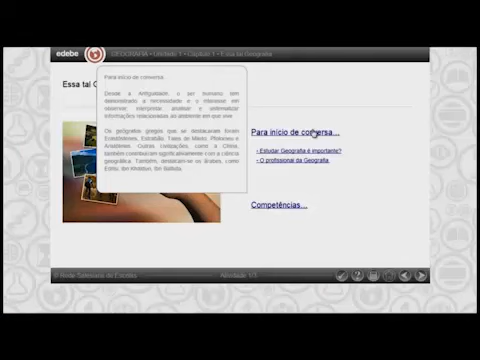 edebe
GEOGRAFIA • Unidade 1 • Capítulo 1 • Essa tal Geografia
Essa tal G
Para início de conversa...
Desde a Antiguidade, o ser humano tem
demonstrado a necessidade e o interesse em
observar, interpretar, analisar e sistematizar
informações relacionadas ao ambiente em que vive.
Os geógrafos gregos que se destacaram foram
Eratóstenes, Estrabão, Tales de Mileto, Ptolomeu e
Aristóteles. Outras civilizações, como a China,
também contribuíram significativamente com a ciência
geográfica. Também, destacam-se os árabes, como
Edrisi, Ibn Khaldun, Ibn Battuta.
Para início de conversa...
• Estudar Geografia é importante?
• O profissional da Geografia
Competências...
© Rede Salesiana de Escolas
Atividade 1/3